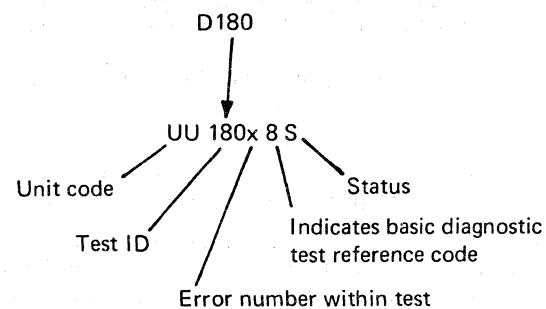 D180
UU 180x 8 S
Unit code
Status
Test ID
Indicates basic diagnostic
test reference code
Error number within test